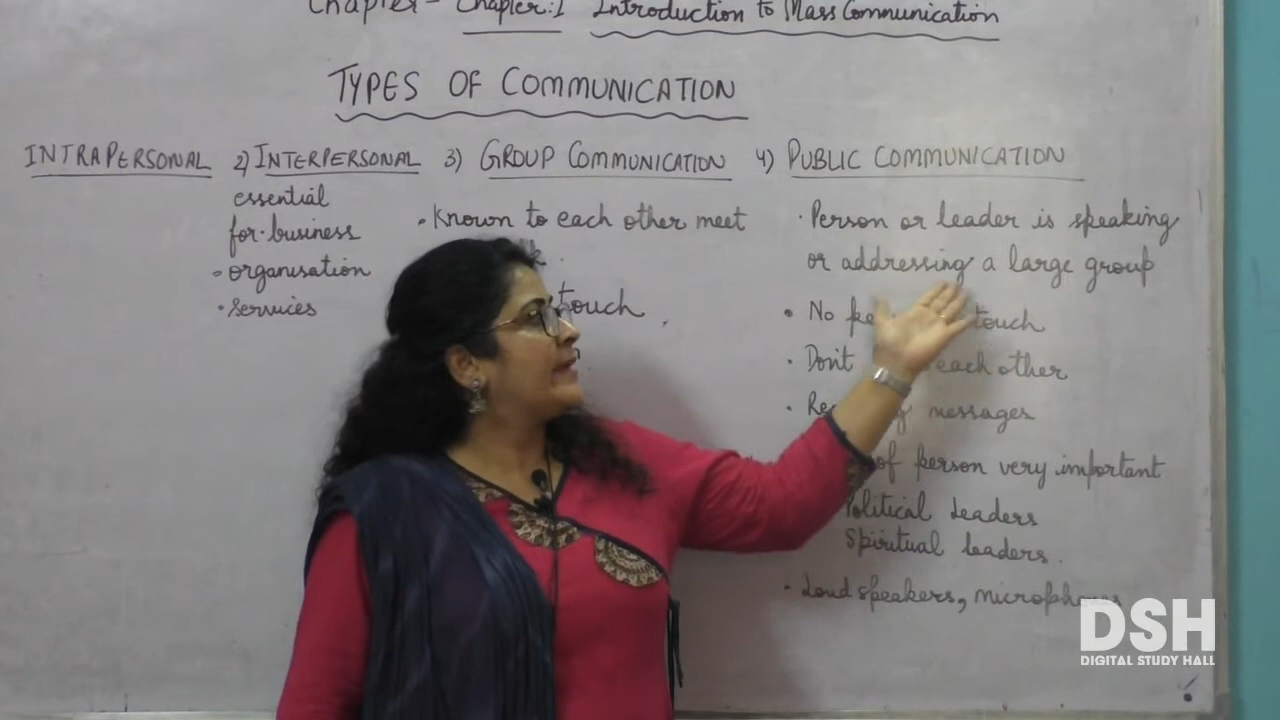 Chapter - Chapter:1 Introduction to Mass Communication
TYPES OF COMMUNICATION
INTRAPERSONAL
2) INTERPERSONAL
essential
for business
• organisation
• services
3) GROUP COMMUNICATION
• Known to each other meet
touch
4) PUBLIC COMMUNICATION
• Person or leader is speaking
or addressing a large group
• No touch
• Don't each other
• messages
of person very important
Political Leaders
Spiritual leaders.
• Loud speakers, microphones
DSH
DIGITAL STUDY HALL